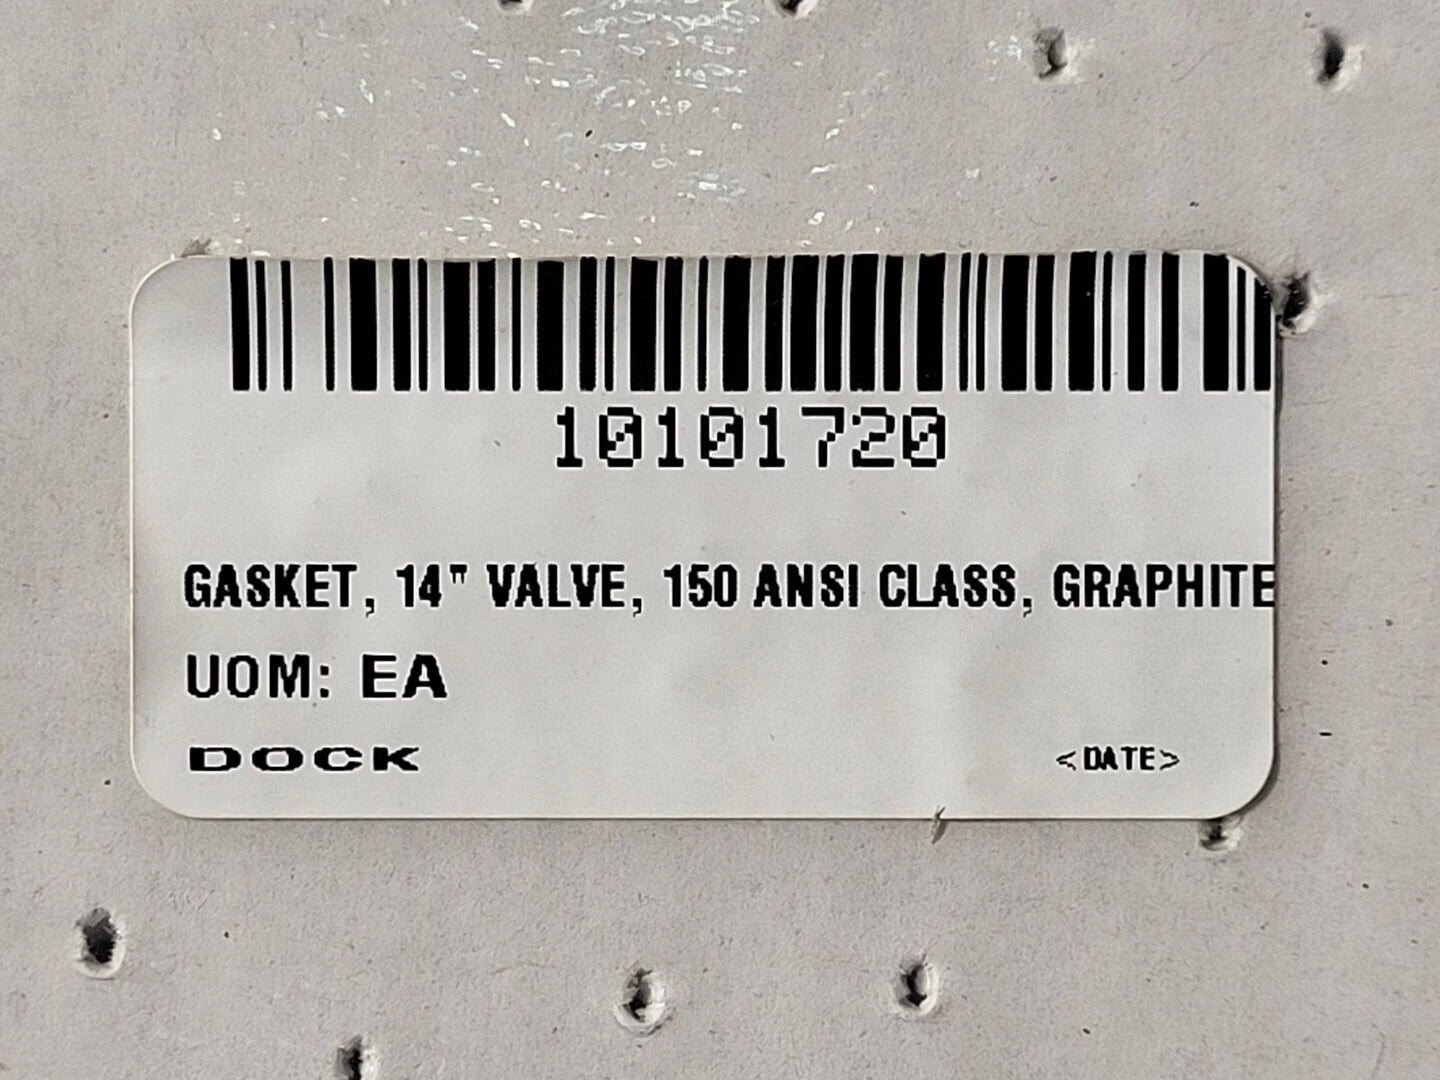 10101720
GASKET, 14" VALVE, 150 ANSI CLASS, GRAPHITE
UOM: EA
DOCK
<DATE>